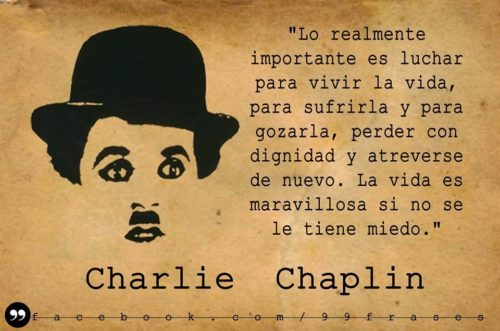 "Lo realmente
importante es luchar
para vivir la vida,
para sufrirla y para
gozarla, perder con
dignidad y atreverse
de nuevo. La vida es
maravillosa si no se
le tiene miedo."
Charlie Chaplin
facebook.com/99frases